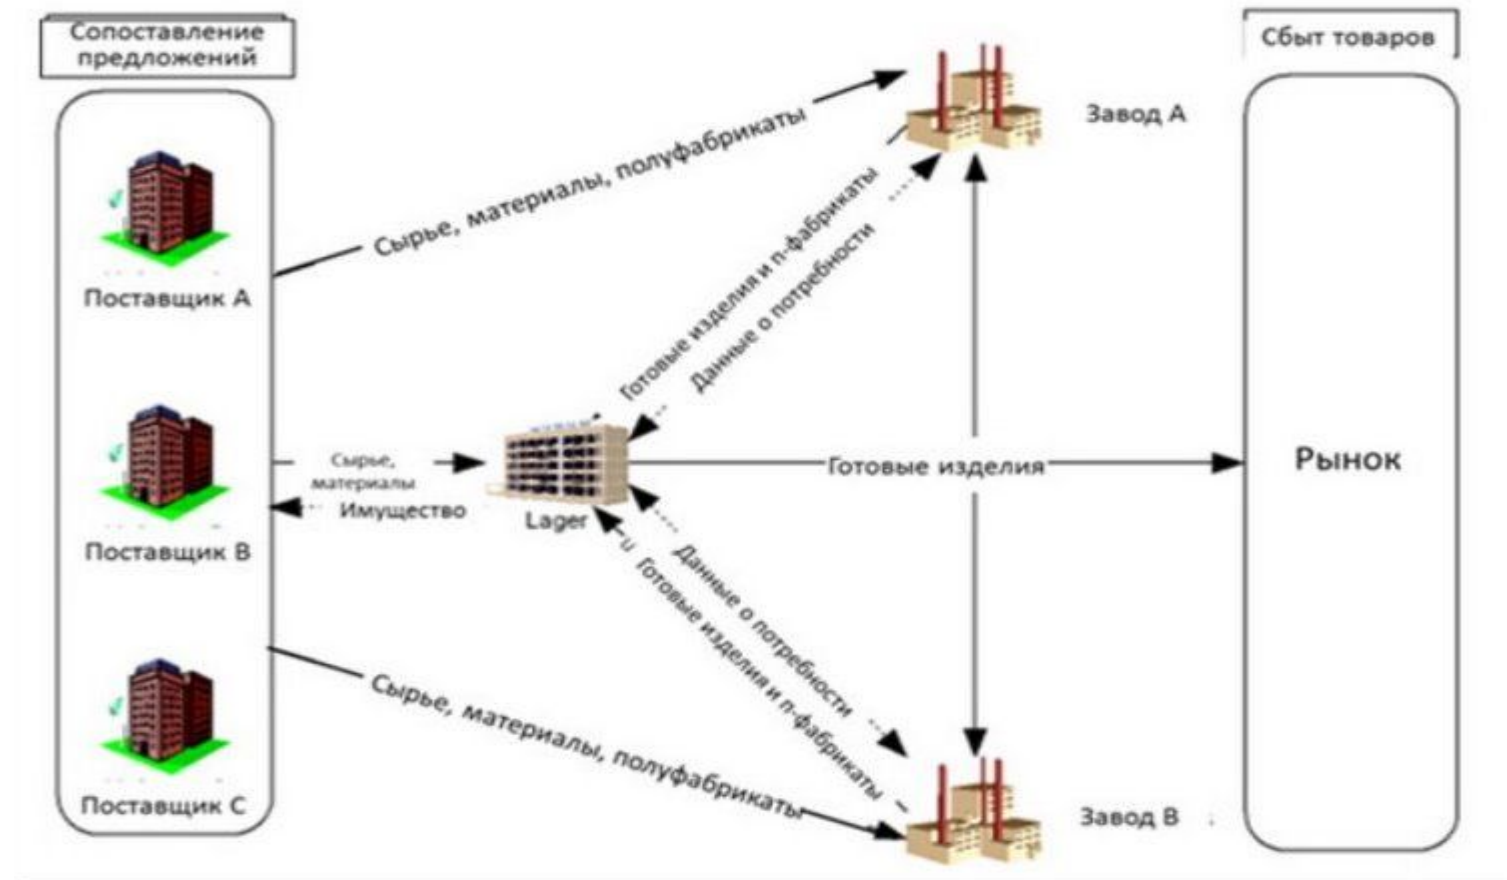 Сопоставление
предложений
Сбыт товаров
Завод А
Сырье, материалы, полуфабрикаты
Готовые изделия и п-фабрикаты
Данные о потребности
Поставщик А
Сырье,
материалы
Имущество
Lager
Готовые изделия
Рынок
Поставщик В
Данные о потребности
Готовые изделия и п-фабрикаты
Сырье, материалы, полуфабрикаты
Поставщик С
Завод В